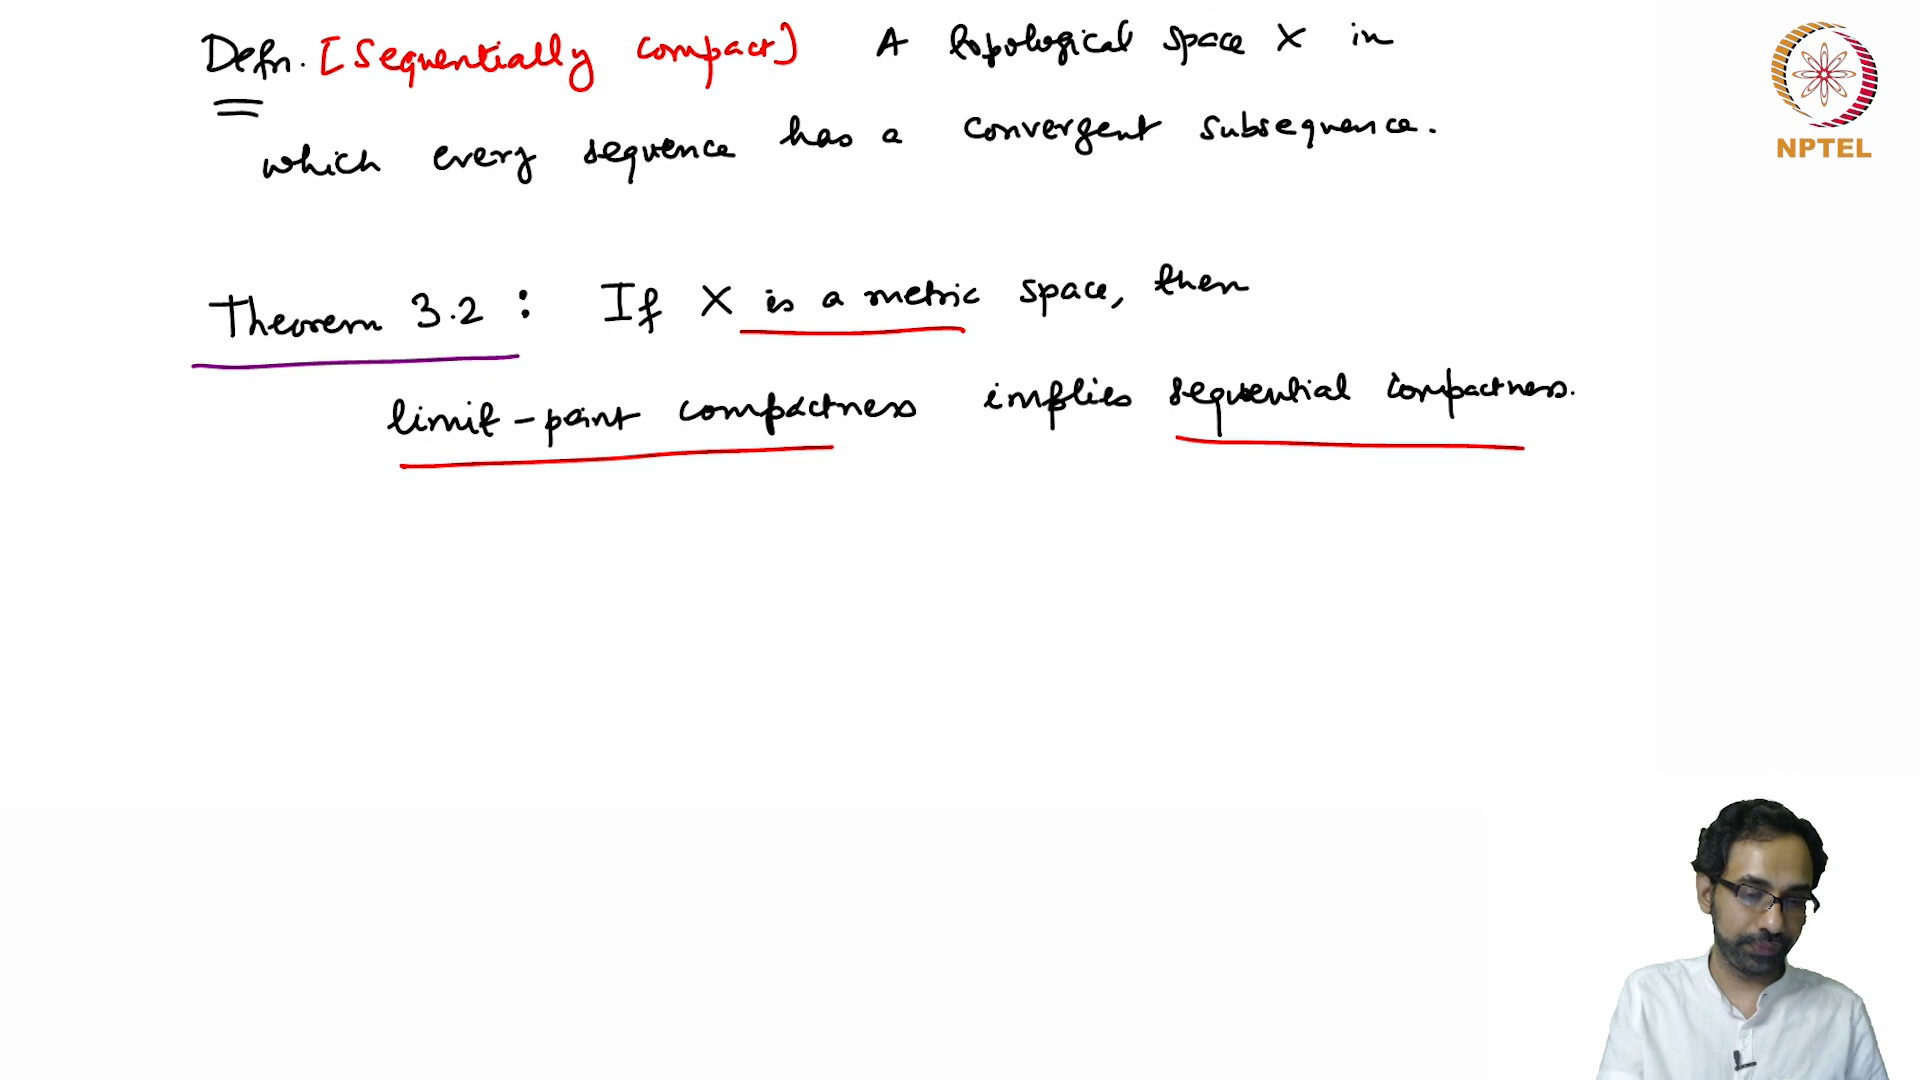 Defn. [Sequentially compact] A topological space X in
which every sequence has a convergent subsequence.
NPTEL
Theorem 3.2 : If X is a metric space, then
limit-point compactness implies sequential compactness.